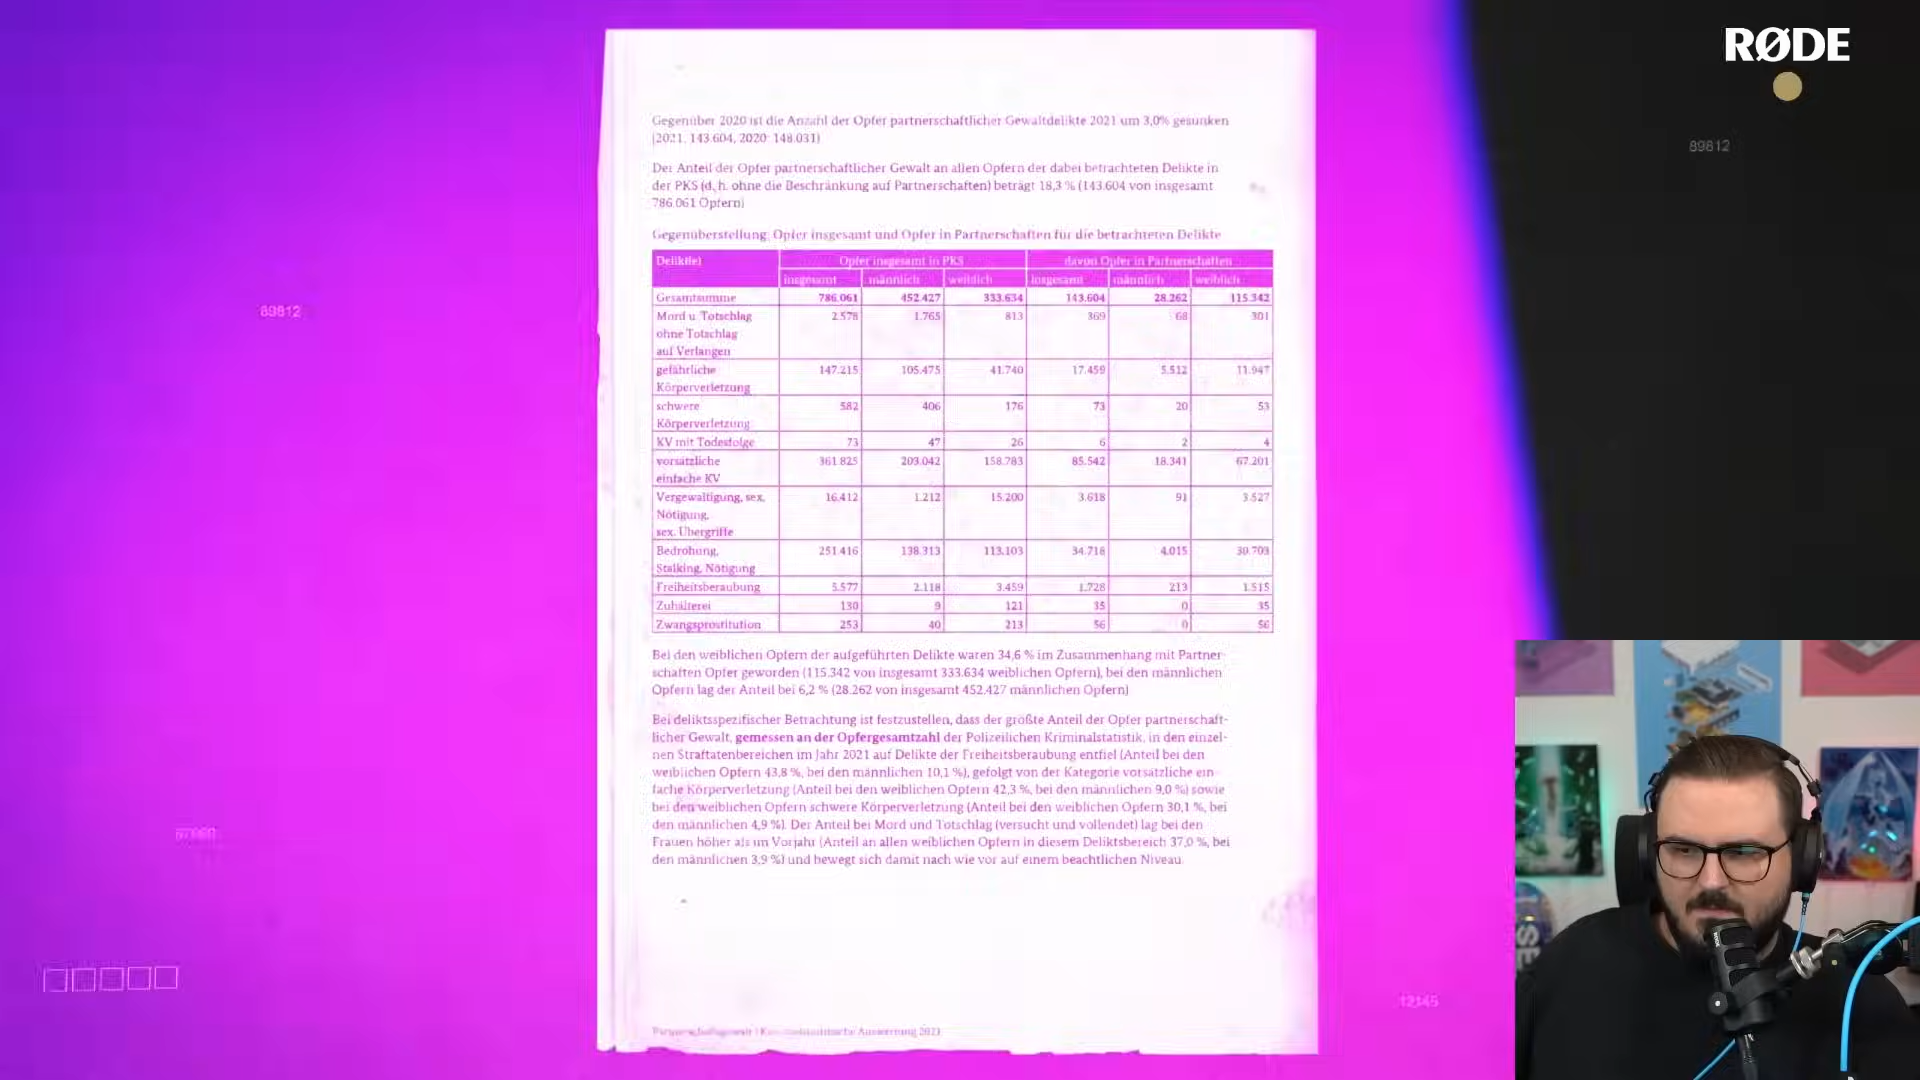 RØDE
89812
89812
Gegenüber 2020 ist die Anzahl der Opfer partnerschaftlicher Gewaltdelikte 2021 um 3,0% gesunken
(2021: 143.604, 2020: 148.031)
Der Anteil der Opfer partnerschaftlicher Gewalt an allen Opfern der dabei betrachteten Delikte in
der PKS (d. h. ohne die Beschränkung auf Partnerschaften) beträgt 18,3 % (143.604 von insgesamt
786.061 Opfern)
Gegenüberstellung: Opfer insgesamt und Opfer in Partnerschaften für die betrachteten Delikte
Delikt(e) Opfer insgesamt in PKS davon Opfer in Partnerschaften
insgesamt männlich weiblich insgesamt männlich weiblich
Gesamtsumme 786.061 452.427 333.634 143.604 28.262 115.342
Mord u. Totschlag 2.578 1.765 813 369 68 301
ohne Totschlag
auf Verlangen
gefährliche 147.215 105.475 41.740 17.459 5.512 11.947
Körperverletzung
schwere 582 406 176 73 20 53
Körperverletzung
KV mit Todesfolge 73 47 26 6 2 4
vorsätzliche 361.825 203.042 158.783 85.542 18.341 67.201
einfache KV
Vergewaltigung, sex. 16.412 1.212 15.200 3.618 91 3.527
Nötigung,
sex. Übergriffe
Bedrohung, 251.416 138.313 113.103 34.718 4.015 30.703
Stalking, Nötigung
Freiheitsberaubung 5.577 2.118 3.459 1.728 213 1.515
Zuhälterei 130 9 121 35 0 35
Zwangsprostitution 253 40 213 56 0 56
Bei den weiblichen Opfern der aufgeführten Delikte waren 34,6 % im Zusammenhang mit Partner-
schaften Opfer geworden (115.342 von insgesamt 333.634 weiblichen Opfern), bei den männlichen
Opfern lag der Anteil bei 6,2 % (28.262 von insgesamt 452.427 männlichen Opfern)
Bei deliktsspezifischer Betrachtung ist festzustellen, dass der größte Anteil der Opfer partnerschaft-
licher Gewalt, gemessen an der Opfergesamtzahl der Polizeilichen Kriminalstatistik, in den einzel-
nen Straftatenbereichen im Jahr 2021 auf Delikte der Freiheitsberaubung entfiel (Anteil bei den
weiblichen Opfern 43,8 %, bei den männlichen 10,1 %), gefolgt von der Kategorie vorsätzliche ein-
fache Körperverletzung (Anteil bei den weiblichen Opfern 42,3 %, bei den männlichen 9,0 %) sowie
bei den weiblichen Opfern schwere Körperverletzung (Anteil bei den weiblichen Opfern 30,1 %, bei
den männlichen 4,9 %). Der Anteil bei Mord und Totschlag (versucht und vollendet) lag bei den
Frauen höher als im Vorjahr (Anteil an allen weiblichen Opfern in diesem Deliktsbereich 37,0 %, bei
den männlichen 3,9 %) und bewegt sich damit nach wie vor auf einem beachtlichen Niveau.
Partnerschaftsgewalt | Kriminalstatistische Auswertung 2021
12145